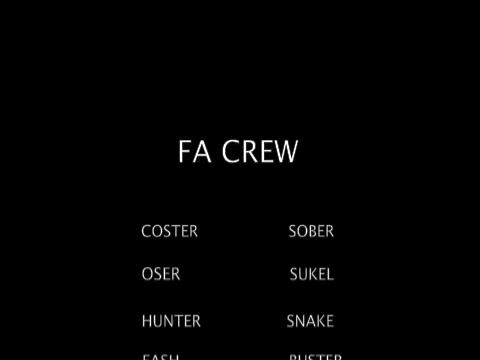 FA CREW
COSTER SOBER
OSER SUKEL
HUNTER SNAKE